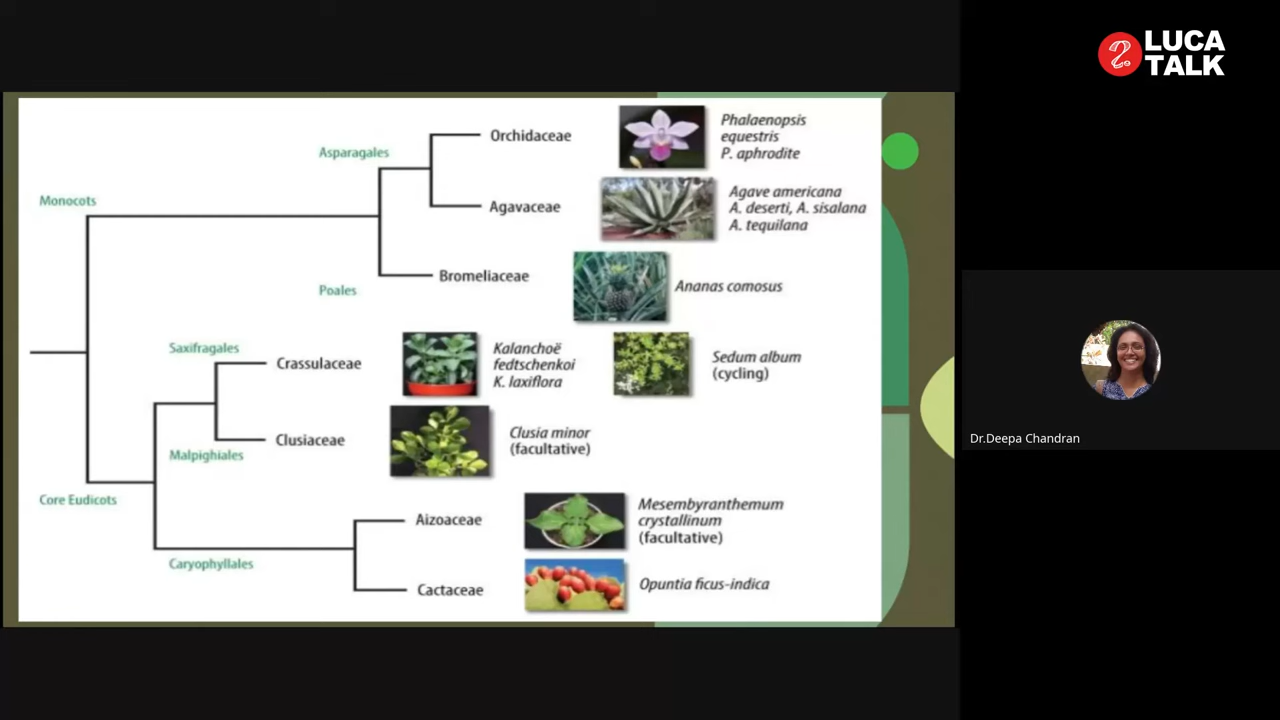 LUCA
TALK
Asparagales
Orchidaceae
Phalaenopsis
equestris
P. aphrodite
Monocots
Agavaceae
Agave americana
A. deserti, A. sisalana
A. tequilana
Poales
Bromeliaceae
Ananas comosus
Saxifragales
Crassulaceae
Kalanchoë
fedtschenkoi
K. laxiflora
Sedum album
(cycling)
Clusiaceae
Clusia minor
(facultative)
Malpighiales
Core Eudicots
Aizoaceae
Mesembryanthemum
crystallinum
(facultative)
Caryophyllales
Cactaceae
Opuntia ficus-indica
Dr.Deepa Chandran